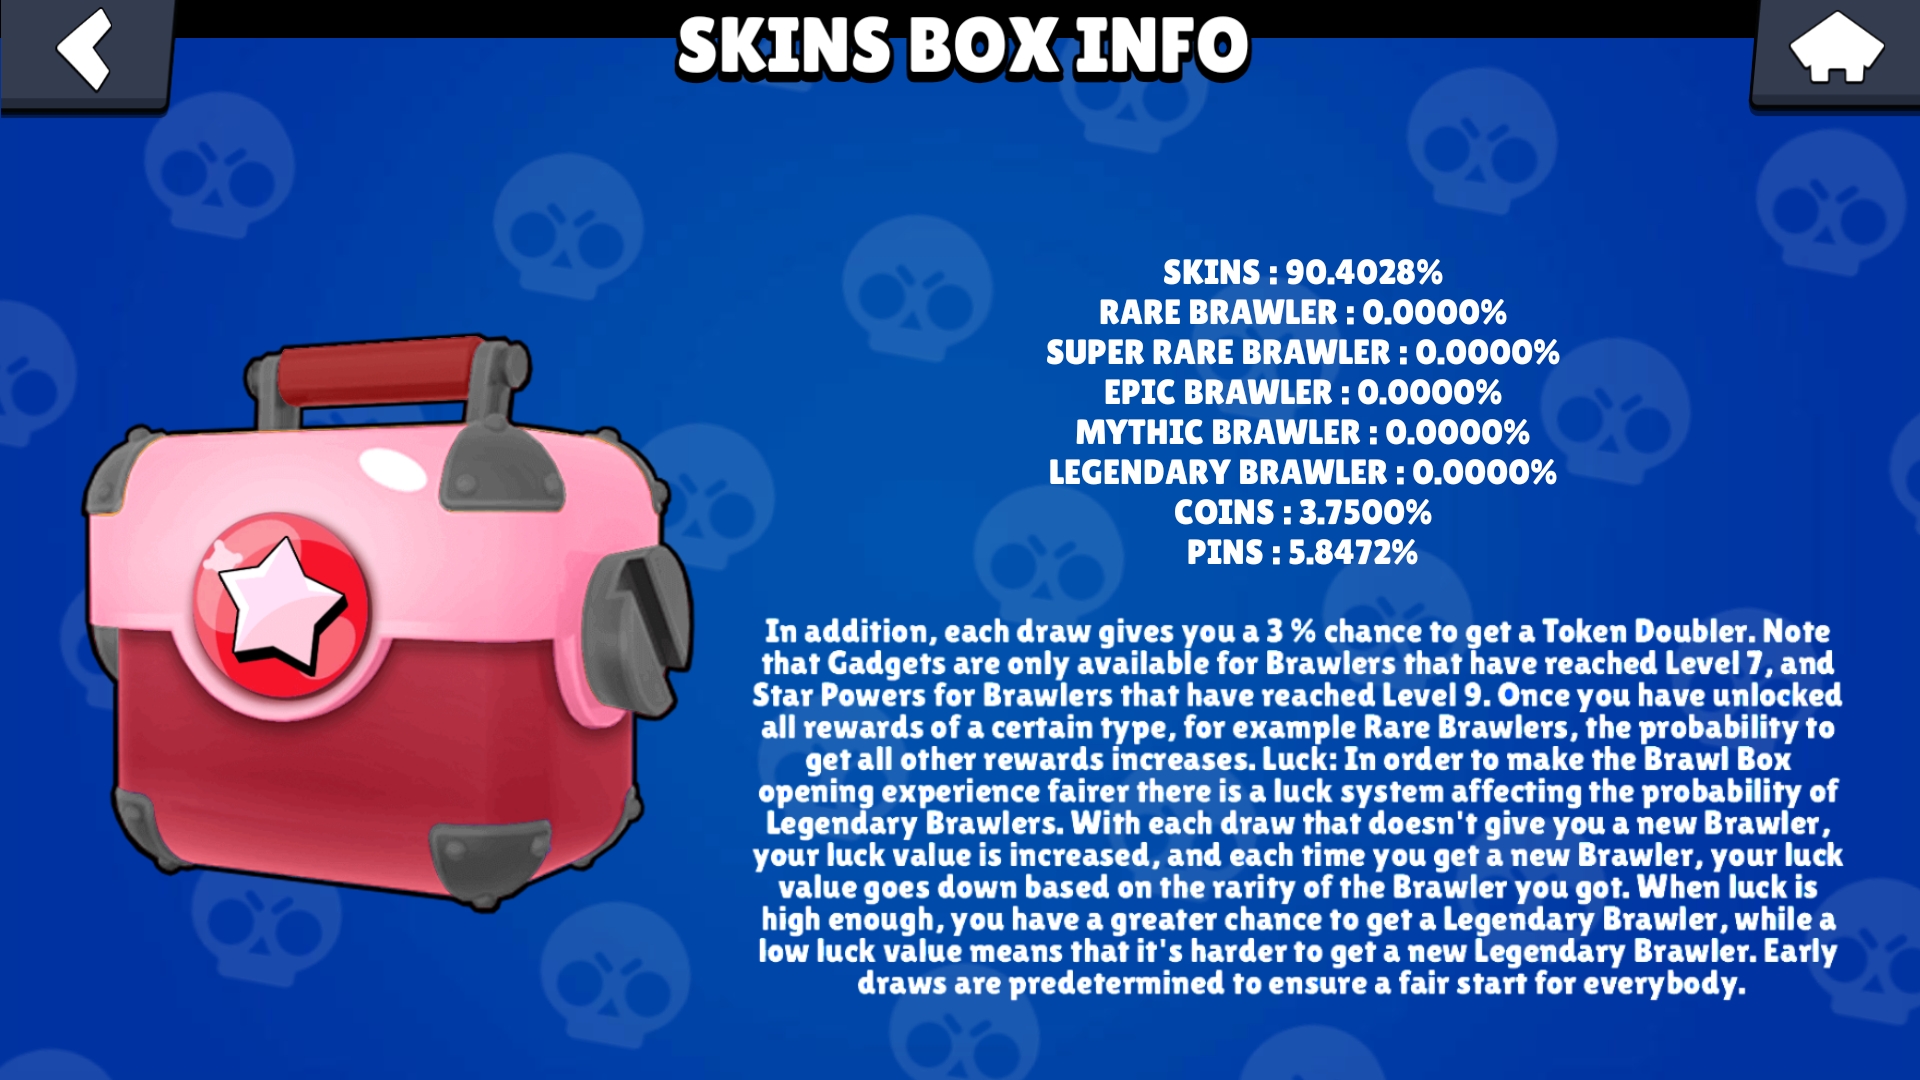 SKINS BOX INFO
SKINS : 90.4028%
RARE BRAWLER : 0.0000%
SUPER RARE BRAWLER : 0.0000%
EPIC BRAWLER : 0.0000%
MYTHIC BRAWLER : 0.0000%
LEGENDARY BRAWLER : 0.0000%
COINS : 3.7500%
PINS : 5.8472%
In addition, each draw gives you a 3 % chance to get a Token Doubler. Note
that Gadgets are only available for Brawlers that have reached Level 7, and
Star Powers for Brawlers that have reached Level 9. Once you have unlocked
all rewards of a certain type, for example Rare Brawlers, the probability to
get all other rewards increases. Luck: In order to make the Brawl Box
opening experience fairer there is a luck system affecting the probability of
Legendary Brawlers. With each draw that doesn't give you a new Brawler,
your luck value is increased, and each time you get a new Brawler, your luck
value goes down based on the rarity of the Brawler you got. When luck is
high enough, you have a greater chance to get a Legendary Brawler, while a
low luck value means that it's harder to get a new Legendary Brawler. Early
draws are predetermined to ensure a fair start for everybody.